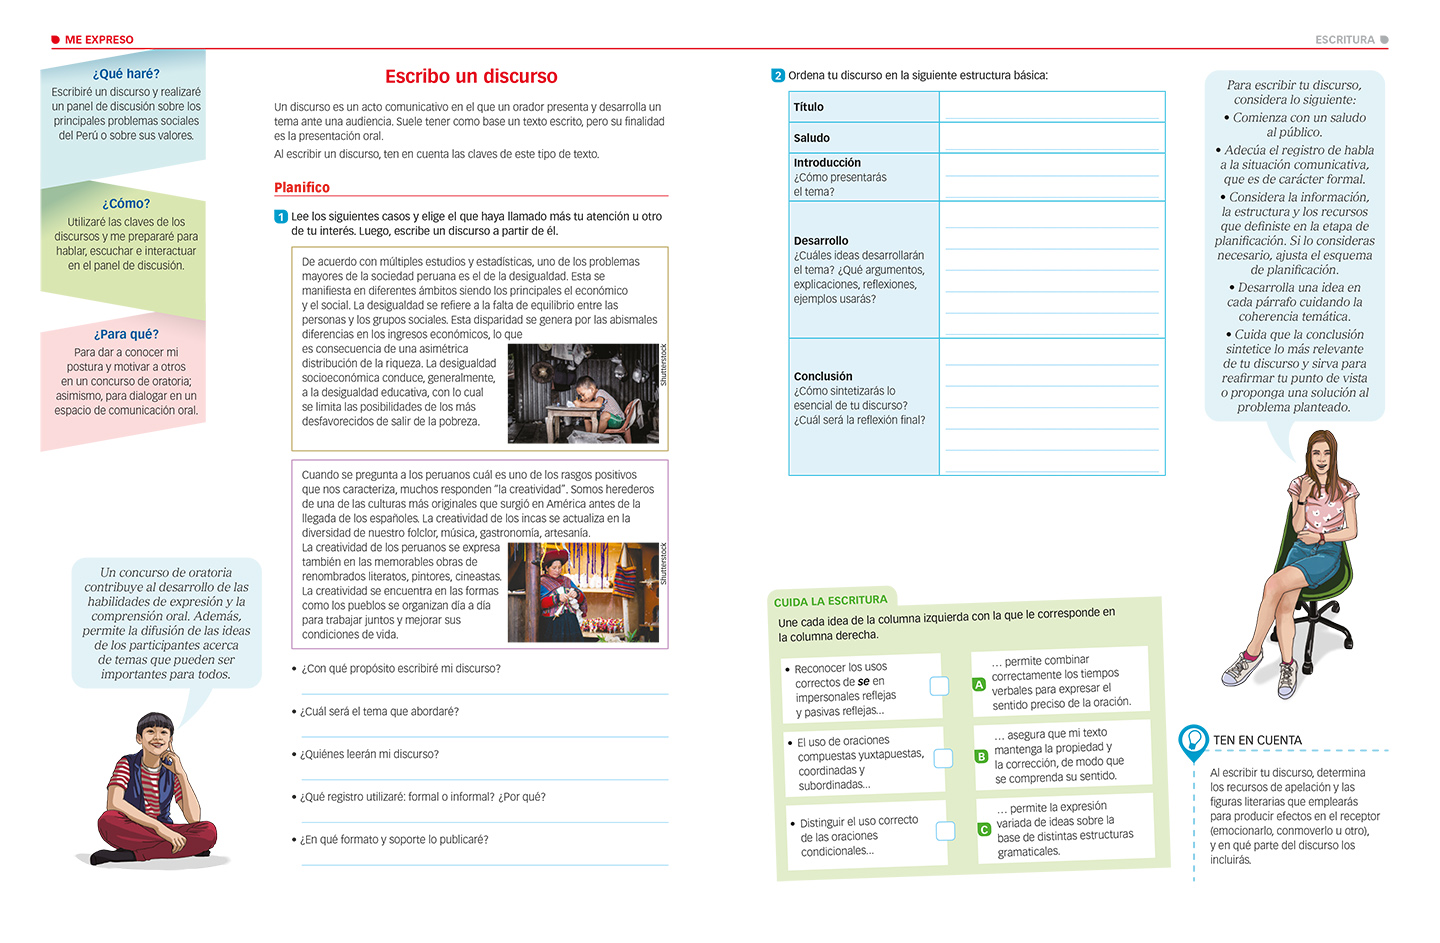 ME EXPRESO
¿Qué haré?
Escribiré un discurso y realizaré
un panel de discusión sobre los
principales problemas sociales
del Perú o sobre sus valores.
¿Cómo?
Utilizaré las claves de los
discursos y me prepararé para
hablar, escuchar e interactuar
en el panel de discusión.
¿Para qué?
Para dar a conocer mi
postura y motivar a otros
en un concurso de oratoria;
asimismo, para dialogar en un
espacio de comunicación oral.
Un concurso de oratoria
contribuye al desarrollo de las
habilidades de expresión y la
comprensión oral. Además,
permite la difusión de las ideas
de los participantes acerca
de temas que pueden ser
importantes para todos.
Escribo un discurso
Un discurso es un acto comunicativo en el que un orador presenta y desarrolla un
tema ante una audiencia. Suele tener como base un texto escrito, pero su finalidad
es la presentación oral.
Al escribir un discurso, ten en cuenta las claves de este tipo de texto.
Planifico
1 Lee los siguientes casos y elige el que haya llamado más tu atención u otro
de tu interés. Luego, escribe un discurso a partir de él.
De acuerdo con múltiples estudios y estadísticas, uno de los problemas
mayores de la sociedad peruana es el de la desigualdad. Esta se
manifiesta en diferentes ámbitos siendo los principales el económico
y el social. La desigualdad se refiere a la falta de equilibrio entre las
personas y los grupos sociales. Esta disparidad se genera por las abismales
diferencias en los ingresos económicos, lo que
es consecuencia de una asimétrica
distribución de la riqueza. La desigualdad
socioeconómica conduce, generalmente,
a la desigualdad educativa, con lo cual
se limita las posibilidades de los más
desfavorecidos de salir de la pobreza.
Shutterstock
Cuando se pregunta a los peruanos cuál es uno de los rasgos positivos
que nos caracteriza, muchos responden “la creatividad”. Somos herederos
de una de las culturas más originales que surgió en América antes de la
llegada de los españoles. La creatividad de los incas se actualiza en la
diversidad de nuestro folclor, música, gastronomía, artesanía.
La creatividad de los peruanos se expresa
también en las memorables obras de
renombrados literatos, pintores, cineastas.
La creatividad se encuentra en las formas
como los pueblos se organizan día a día
para trabajar juntos y mejorar sus
condiciones de vida.
Shutterstock
• ¿Con qué propósito escribiré mi discurso?
• ¿Cuál será el tema que abordaré?
• ¿Quiénes leerán mi discurso?
• ¿Qué registro utilizaré: formal o informal? ¿Por qué?
• ¿En qué formato y soporte lo publicaré?
ESCRITURA
2 Ordena tu discurso en la siguiente estructura básica:
Título
Saludo
Introducción
¿Cómo presentarás
el tema?
Desarrollo
¿Cuáles ideas desarrollarán
el tema? ¿Qué argumentos,
explicaciones, reflexiones,
ejemplos usarás?
Conclusión
¿Cómo sintetizarás lo
esencial de tu discurso?
¿Cuál será la reflexión final?
Para escribir tu discurso,
considera lo siguiente:
• Comienza con un saludo
al público.
• Adecúa el registro de habla
a la situación comunicativa,
que es de carácter formal.
• Considera la información,
la estructura y los recursos
que definiste en la etapa de
planificación. Si lo consideras
necesario, ajusta el esquema
de planificación.
• Desarrolla una idea en
cada párrafo cuidando la
coherencia temática.
• Cuida que la conclusión
sintetice lo más relevante
de tu discurso y sirva para
reafirmar tu punto de vista
o proponga una solución al
problema planteado.
CUIDA LA ESCRITURA
Une cada idea de la columna izquierda con la que le corresponde en
la columna derecha.
• Reconocer los usos
correctos de se en
impersonales reflejas
y pasivas reflejas...
• El uso de oraciones
compuestas yuxtapuestas,
coordinadas y
subordinadas...
• Distinguir el uso correcto
de las oraciones
condicionales...
A
... permite combinar
correctamente los tiempos
verbales para expresar el
sentido preciso de la oración.
B
... asegura que mi texto
mantenga la propiedad y
la corrección, de modo que
se comprenda su sentido.
C
... permite la expresión
variada de ideas sobre la
base de distintas estructuras
gramaticales.
TEN EN CUENTA
Al escribir tu discurso, determina
los recursos de apelación y las
figuras literarias que emplearás
para producir efectos en el receptor
(emocionarlo, conmoverlo u otro),
y en qué parte del discurso los
incluirás.